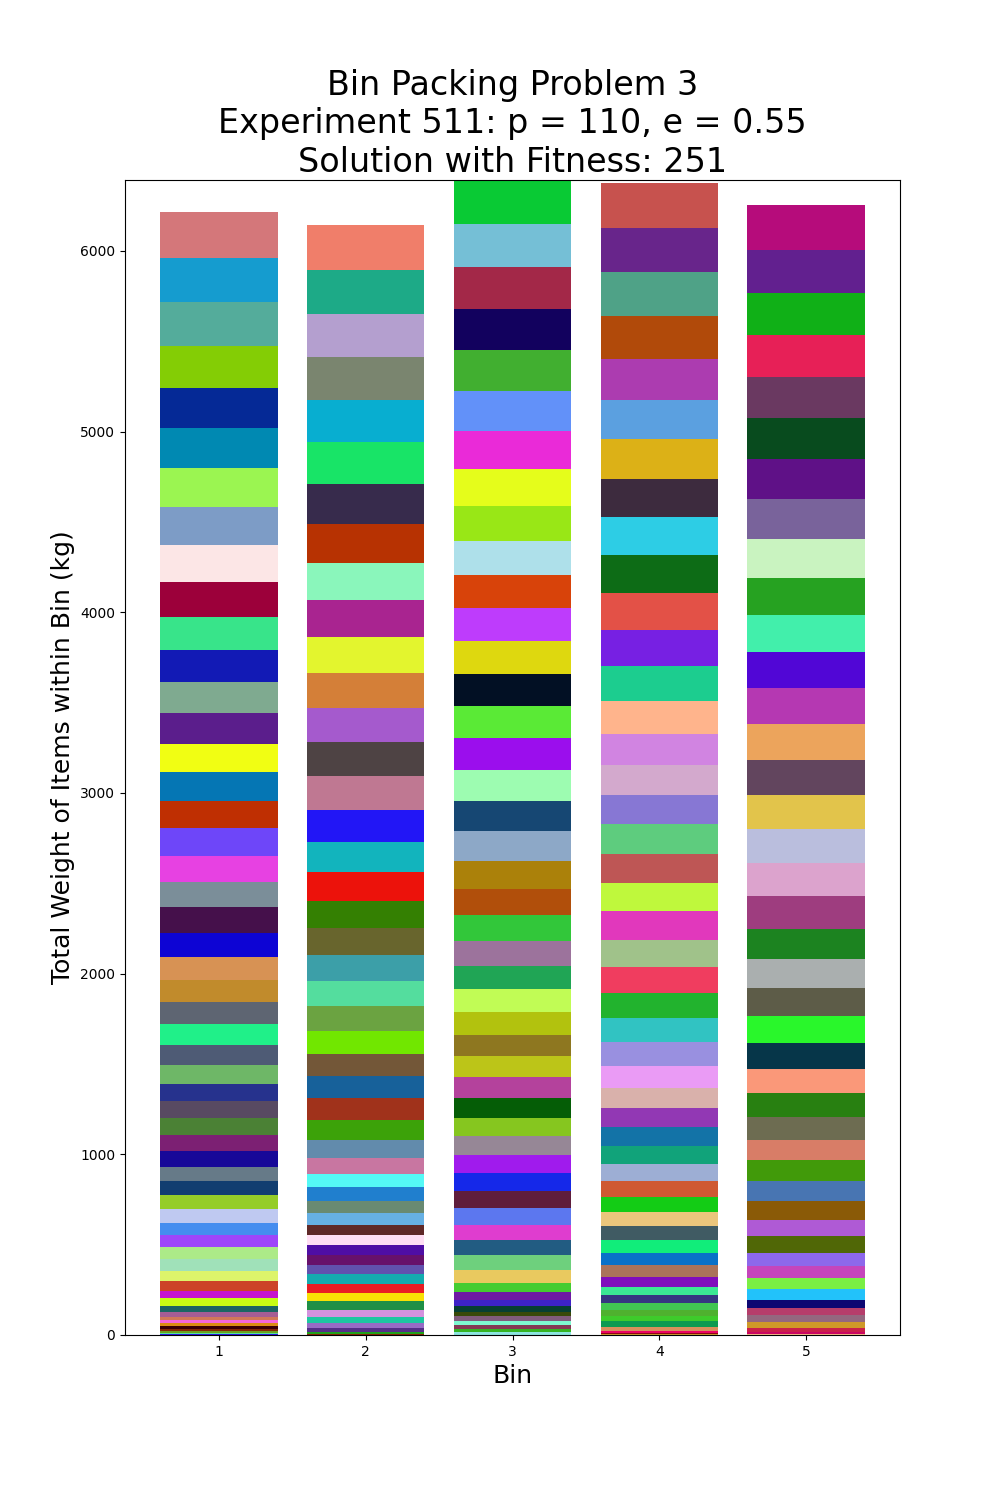 Bin Packing Problem 3
Experiment 511: p = 110, e = 0.55
Solution with Fitness: 251
6000
5000
4000
3000
2000
1000
0
Total Weight of Items within Bin (kg)
1 2 3 4 5
Bin